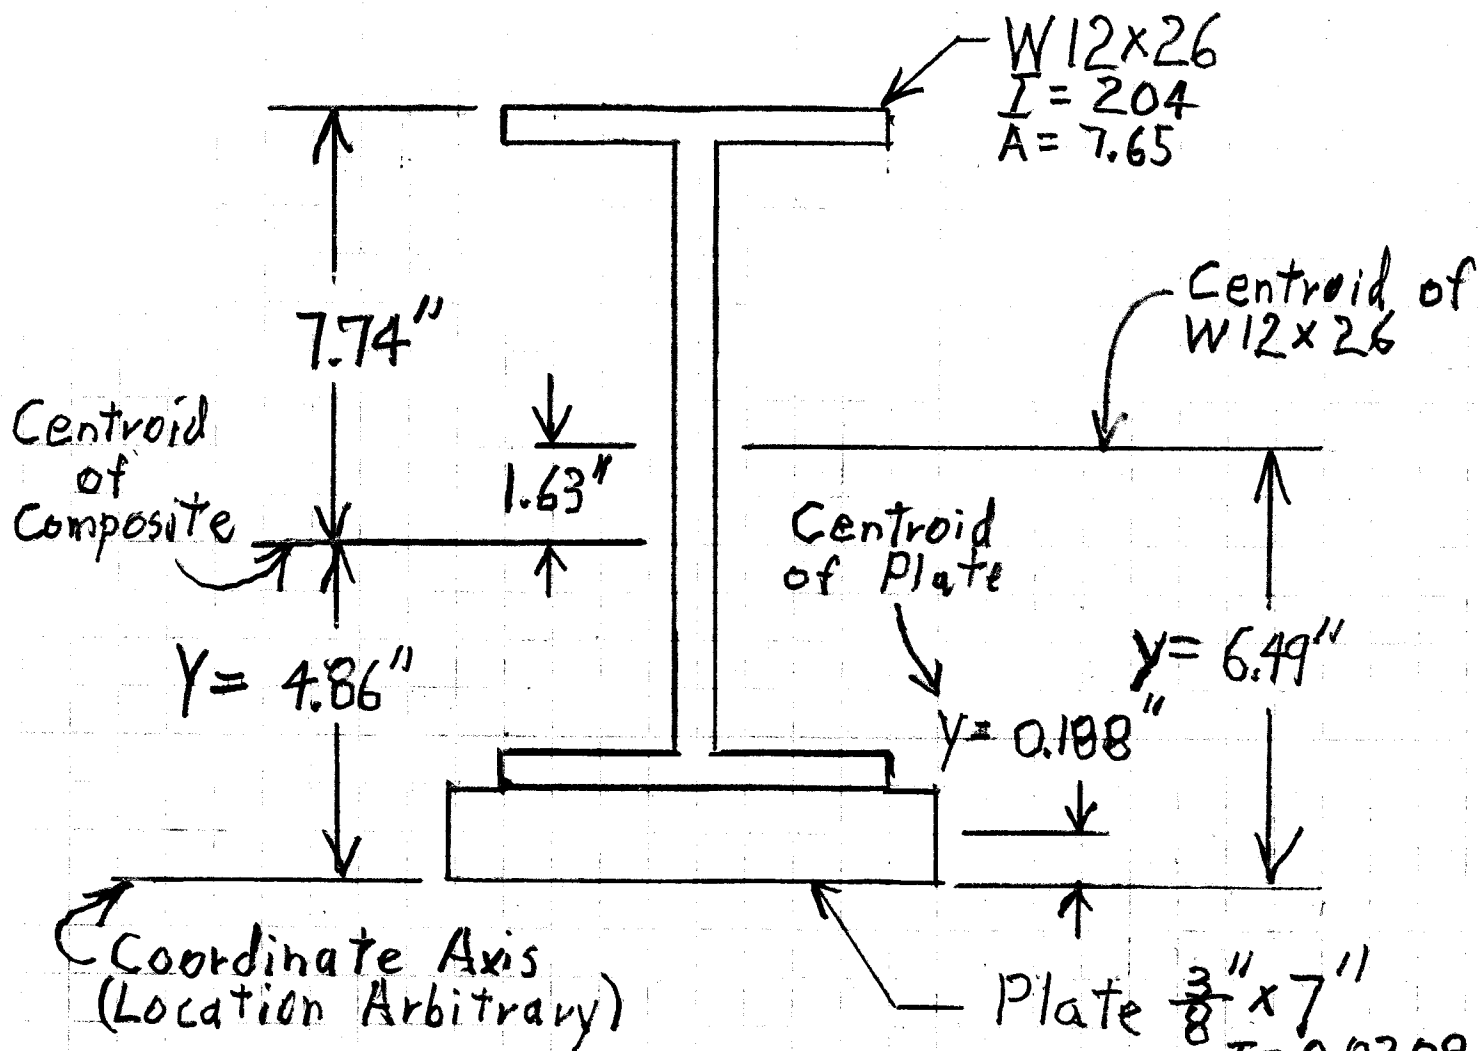 W12x26
I = 204
A = 7.65
7.74"
Centroid of
W12x26
Centroid
of
Composite
1.63"
Centroid
of Plate
Y = 4.86"
y = 6.49"
y = 0.188"
Coordinate Axis
(Location Arbitrary)
Plate 3/8" x 7"